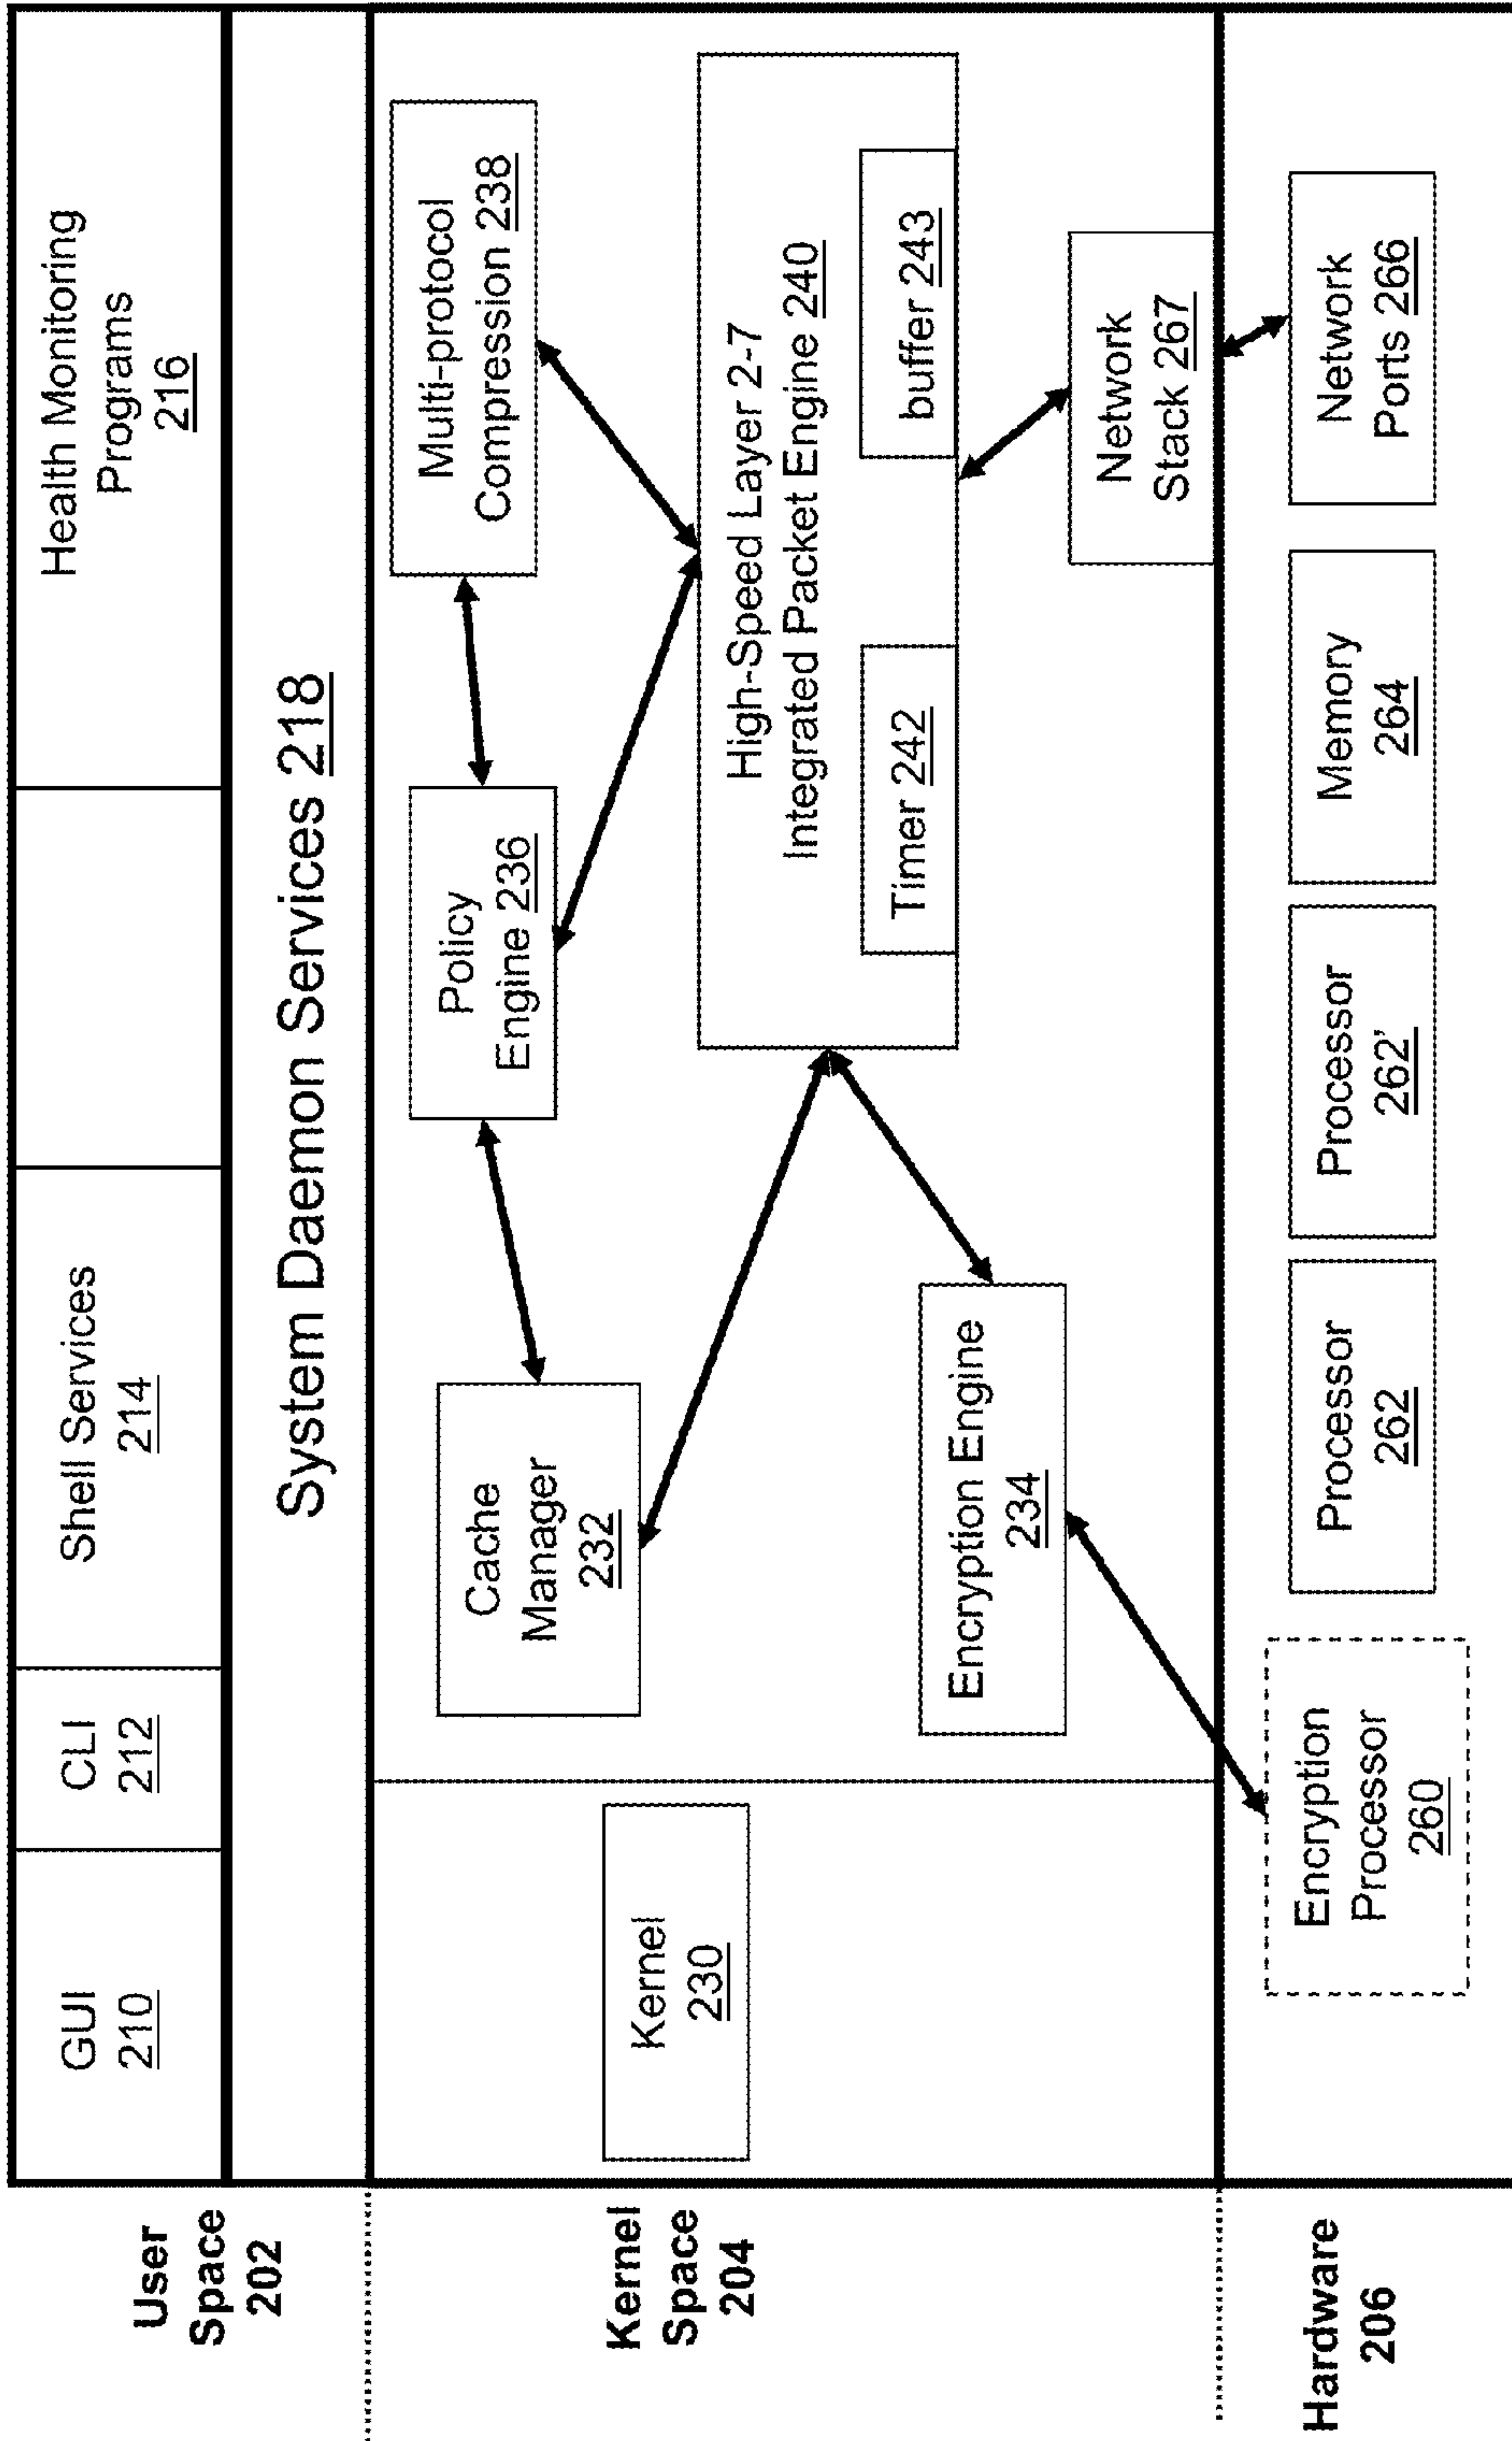 User
Space
202
GUI
210
CLI
212
Shell Services
214
Health Monitoring
Programs
216
System Daemon Services 218
Kernel
Space
204
Kernel
230
Cache
Manager
232
Policy
Engine 236
Multi-protocol
Compression 238
High-Speed Layer 2-7
Integrated Packet Engine 240
Timer 242
buffer 243
Encryption Engine
234
Network
Stack 267
Hardware
206
Encryption
Processor
260
Processor
262
Processor
262'
Memory
264
Network
Ports 266